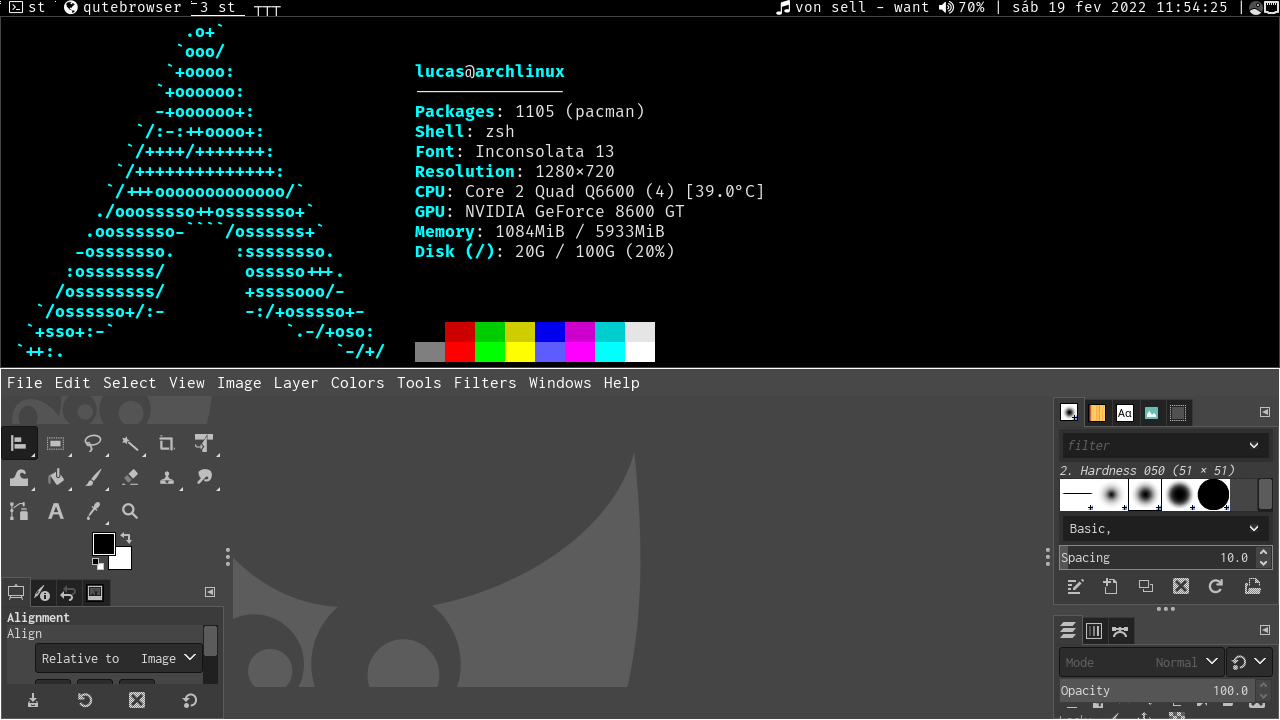 st qutebrowser 3 st ┬┬┬ von sell - want 70% | sáb 19 fev 2022 11:54:25 |
.o+`
`ooo/
`+oooo:
`+oooooo:
-+oooooo+:
`/:-:++oooo+:
`/++++/+++++++:
`/++++++++++++++:
`/+++ooooooooooooo/`
./ooosssso++osssssso+`
.oossssso-````/ossssss+`
-osssssso. :ssssssso.
:osssssss/ osssso+++.
/ossssssss/ +ssssooo/-
`/ossssso+/:- -:/+osssso+-
`+sso+:-` `.-/+oso:
`++:. `-/+/
lucas@archlinux
───────────────
Packages: 1105 (pacman)
Shell: zsh
Font: Inconsolata 13
Resolution: 1280×720
CPU: Core 2 Quad Q6600 (4) [39.0°C]
GPU: NVIDIA GeForce 8600 GT
Memory: 1084MiB / 5933MiB
Disk (/): 20G / 100G (20%)
File Edit Select View Image Layer Colors Tools Filters Windows Help
Alignment
Align
Relative to Image
Aα
filter
2. Hardness 050 (51 × 51)
Basic,
Spacing 10.0
Mode Normal
Opacity 100.0